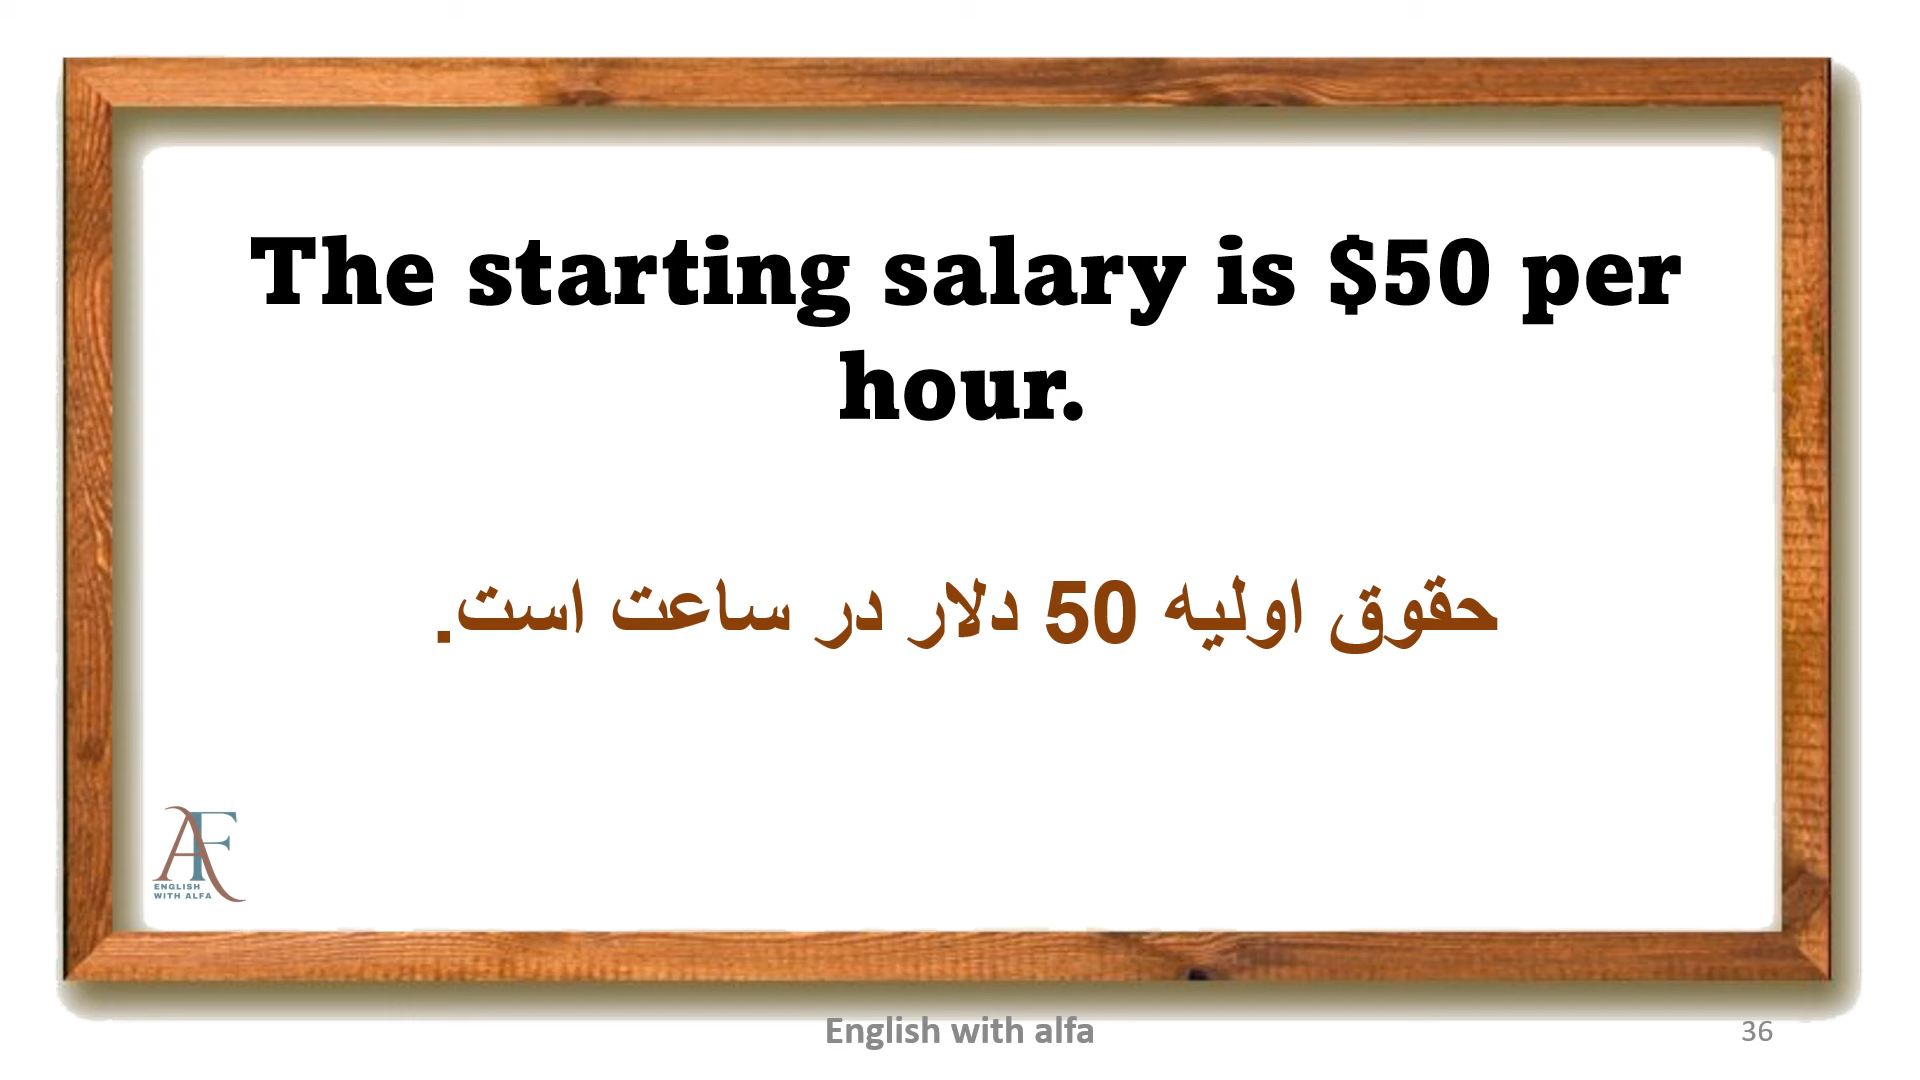 The starting salary is $50 per
hour.
حقوق اولیه 50 دلار در ساعت است.
AF
ENGLISH
WITH ALFA
English with alfa
36